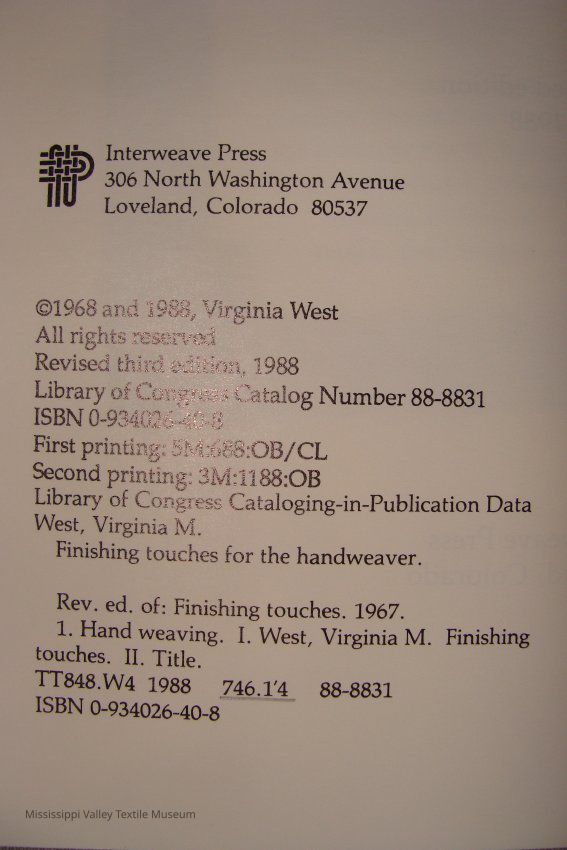 Interweave Press
306 North Washington Avenue
Loveland, Colorado 80537
©1968 and 1988, Virginia West
All rights reserved
Revised third edition, 1988
Library of Congress Catalog Number 88-8831
ISBN 0-934026-40-8
First printing: 5M:688:OB/CL
Second printing: 3M:1188:OB
Library of Congress Cataloging-in-Publication Data
West, Virginia M.
Finishing touches for the handweaver.
Rev. ed. of: Finishing touches. 1967.
1. Hand weaving. I. West, Virginia M. Finishing
touches. II. Title.
TT848.W4 1988 746.1'4 88-8831
ISBN 0-934026-40-8
Mississippi Valley Textile Museum